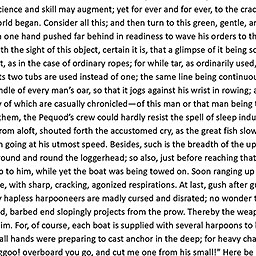 cience and skill may augment; yet for ever and for ever, to the crac
orld began. Consider all this; and then turn to this green, gentle, ar
n one hand pushed far behind in readiness to wave his orders to th
th the sight of this object, certain it is, that a glimpse of it being so
t, as in the case of ordinary ropes; for while tar, as ordinarily used,
ts two tubs are used instead of one; the same line being continuou
ndle of every man's oar, so that it jogs against his wrist in rowing; a
y of which are casually chronicled—of this man or that man being t
them, the Pequod's crew could hardly resist the spell of sleep indu
rom aloft, shouted forth the accustomed cry, as the great fish slow
n going at his utmost speed. Besides, such is the breadth of the up
round and round the loggerhead; so also, just before reaching that
p to him, while yet the boat was being towed on. Soon ranging up
e, with sharp, cracking, agonized respirations. At last, gush after gu
y hapless harpooneers are madly cursed and disrated; no wonder t
d, barbed end slopingly projects from the prow. Thereby the weap
im. For, of course, each boat is supplied with several harpoons to b
all hands were preparing to cast anchor in the deep; for heavy cha
ggoo! overboard you go, and cut me one from his small!" Here be